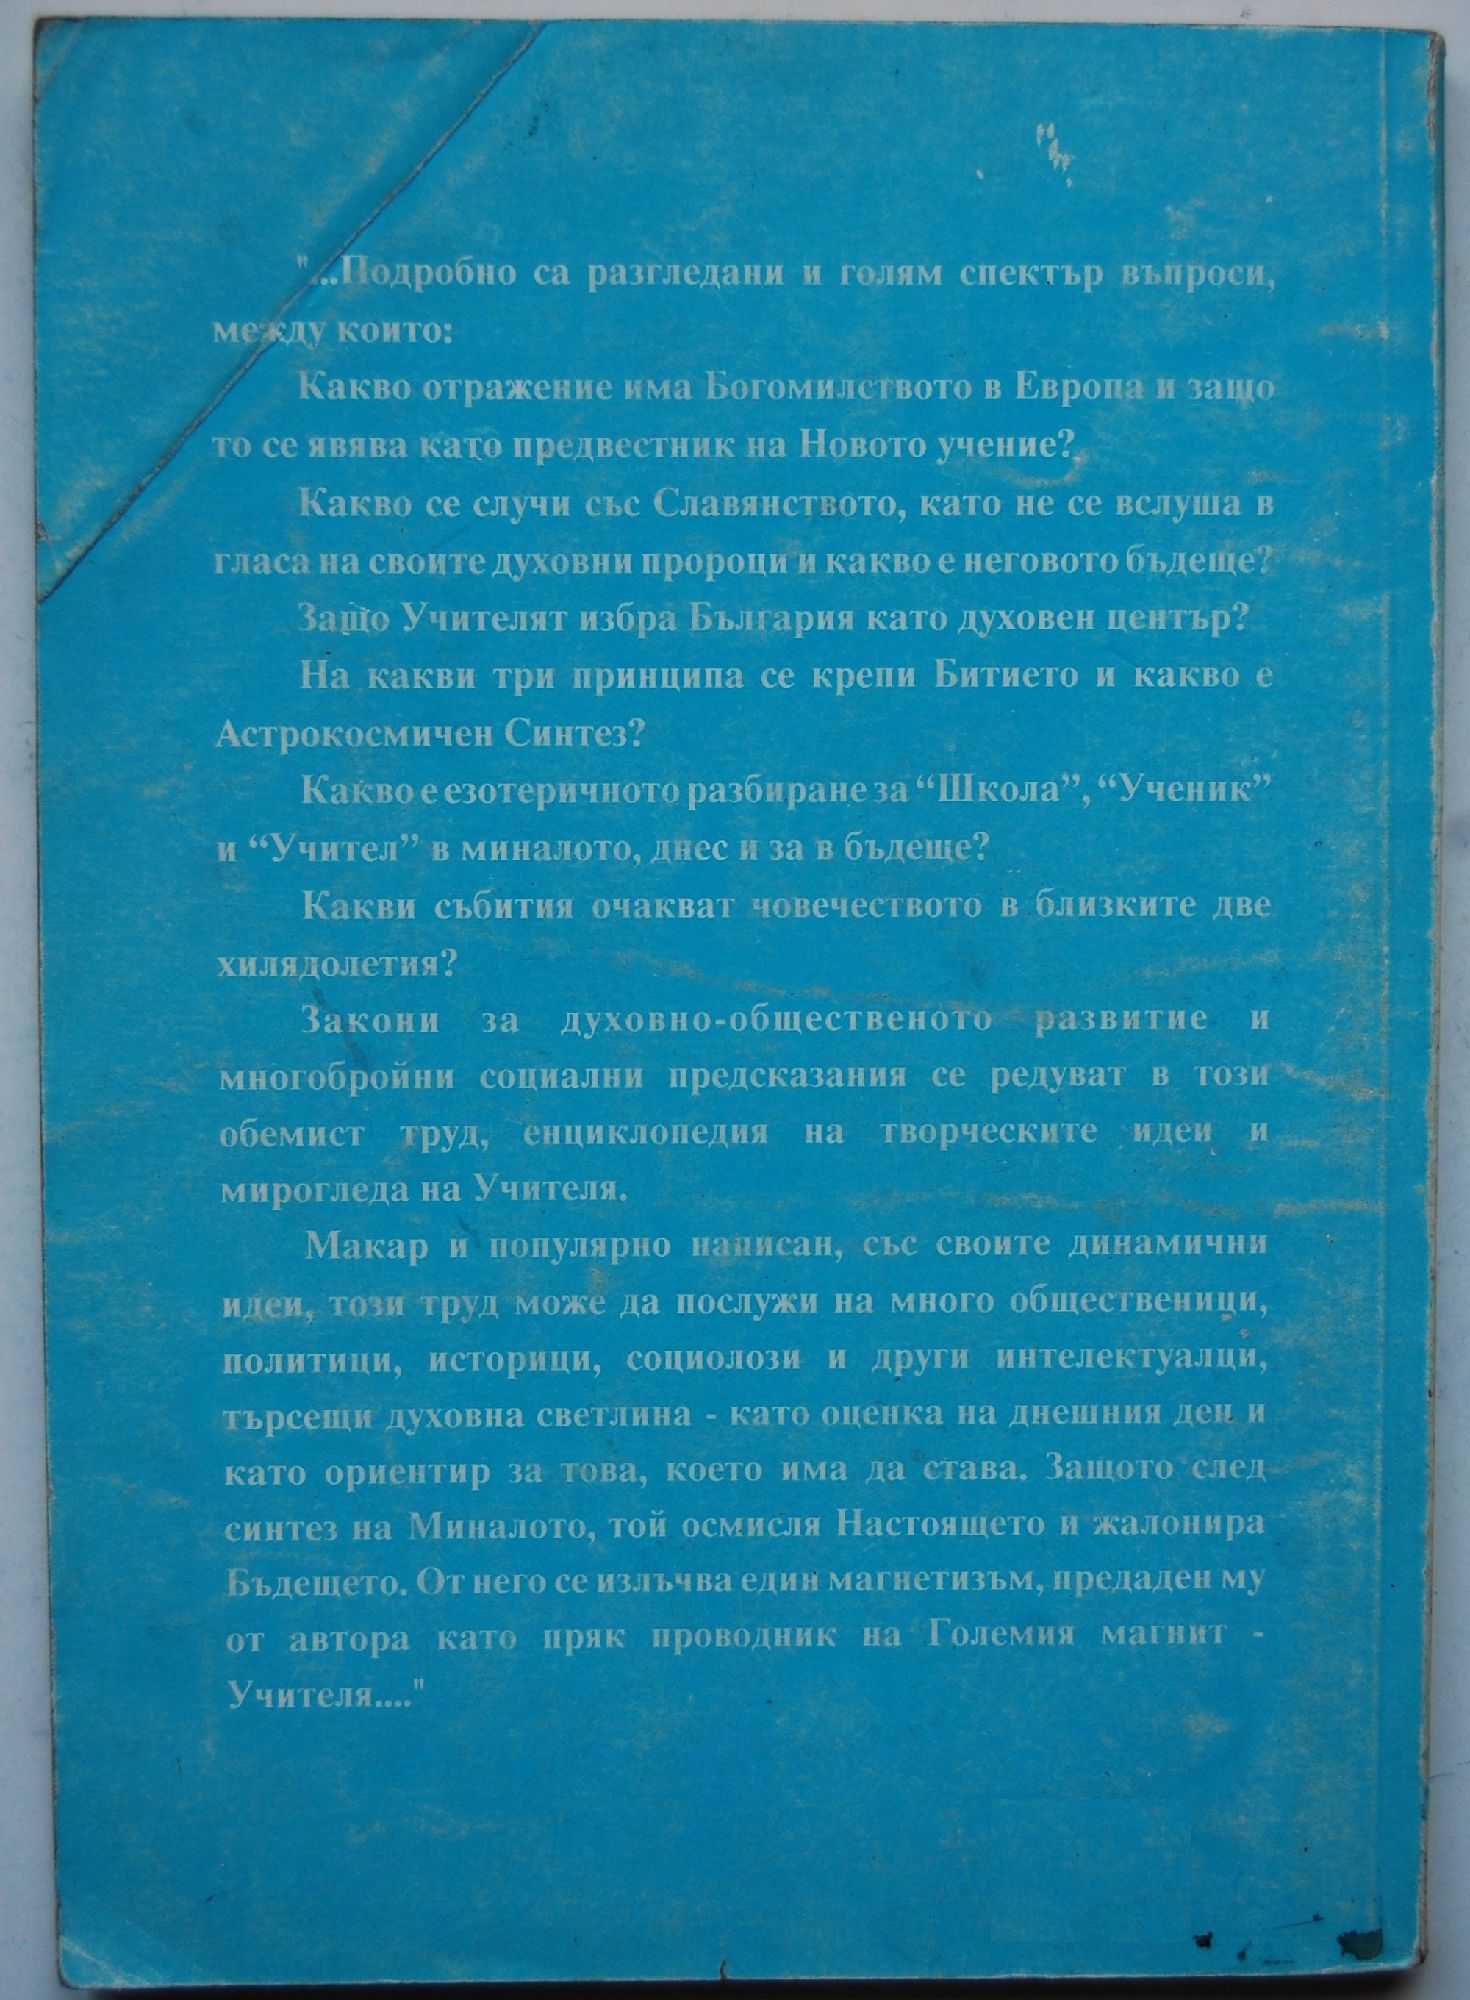 "...Подробно са разгледани и голям спектър въпроси,
между които:
Какво отражение има Богомилството в Европа и защо
то се явява като предвестник на Новото учение?
Какво се случи със Славянството, като не се вслуша в
гласа на своите духовни пророци и какво е неговото бъдеще?
Защо Учителят избра България като духовен център?
На какви три принципа се крепи Битието и какво е
Астрокосмичен Синтез?
Какво е езотеричното разбиране за “Школа”, “Ученик”
и “Учител” в миналото, днес и за в бъдеще?
Какви събития очакват човечеството в близките две
хилядолетия?
Закони за духовно-общественото развитие и
многобройни социални предсказания се редуват в този
обемист труд, енциклопедия на творческите идеи и
мирогледа на Учителя.
Макар и популярно написан, със своите динамични
идеи, този труд може да послужи на много общественици,
политици, историци, социолози и други интелектуалци,
търсещи духовна светлина - като оценка на днешния ден и
като ориентир за това, което има да става. Защото след
синтез на Миналото, той осмисля Настоящето и жалонира
Бъдещето. От него се излъчва един магнетизъм, предаден му
от автора като пряк проводник на Големия магнит -
Учителя...."